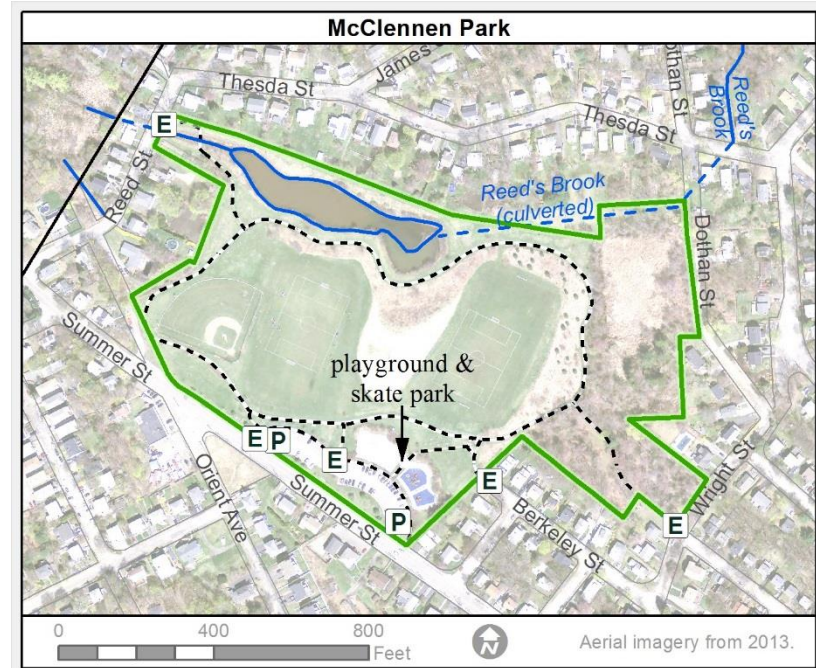 McClennen Park
Thesda St
James
Dothan St
Reed's
Brook
Thesda St
E
Reed St
Reed's Brook
(culverted)
Dothan St
Summer St
playground &
skate park
E
P
E
E
Orient Ave
Summer St
P
Berkeley St
Wright St
E
0
400
800
Feet
N
Aerial imagery from 2013.